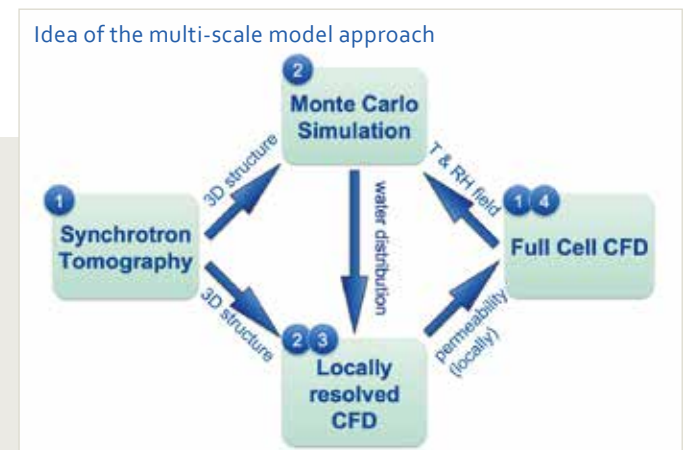 Idea of the multi-scale model approach
2
Monte Carlo
Simulation
3D structure
T & RH field
1
Synchrotron
Tomography
water distribution
1 4
Full Cell CFD
3D structure
permeability
(locally)
2 3
Locally
resolved
CFD